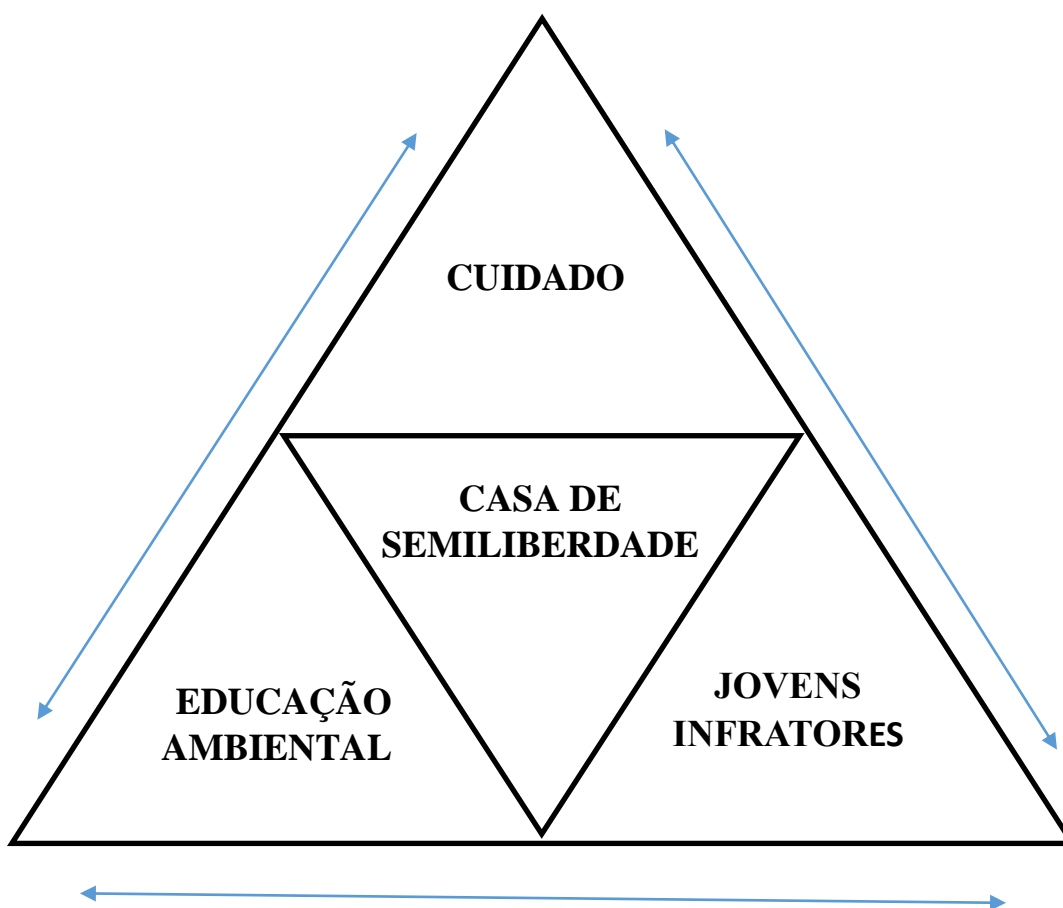 CUIDADO
CASA DE
SEMILIBERDADE
EDUCAÇÃO
AMBIENTAL
JOVENS
INFRATORES